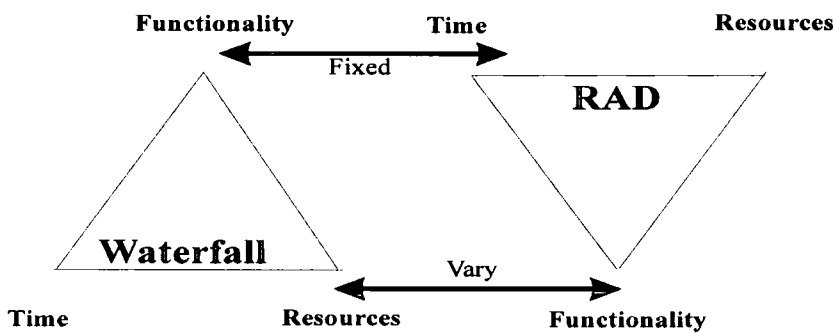 Functionality Time Resources
Fixed
RAD
Waterfall
Vary
Time Resources Functionality